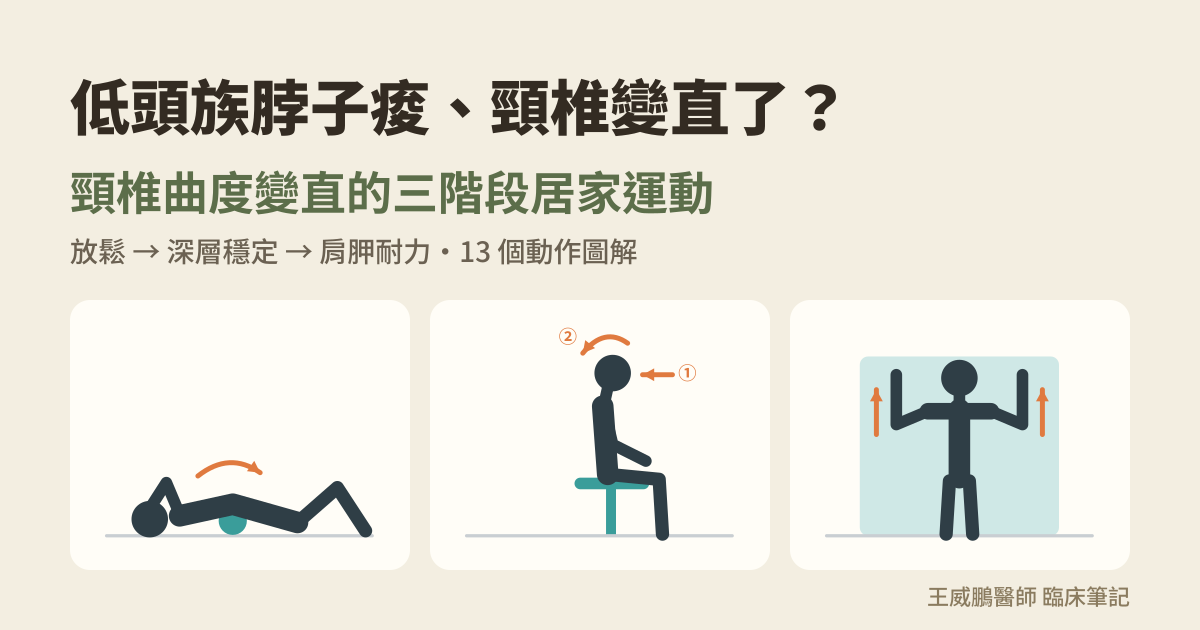 低頭族脖子痠、頸椎變直了？
頸椎曲度變直的三階段居家運動
放鬆 → 深層穩定 → 肩胛耐力・13 個動作圖解
②
①
王威鵬醫師 臨床筆記